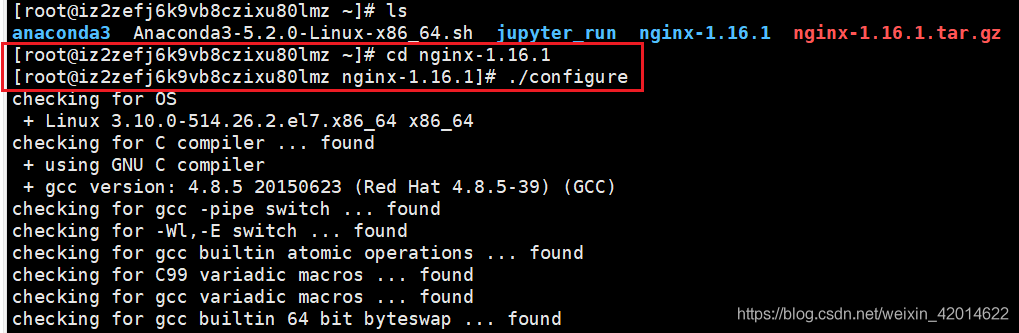 [root@iz2zefj6k9vb8czixu80lmz ~]# ls
anaconda3  Anaconda3-5.2.0-Linux-x86_64.sh  jupyter_run  nginx-1.16.1  nginx-1.16.1.tar.gz
[root@iz2zefj6k9vb8czixu80lmz ~]# cd nginx-1.16.1
[root@iz2zefj6k9vb8czixu80lmz nginx-1.16.1]# ./configure
checking for OS
 + Linux 3.10.0-514.26.2.el7.x86_64 x86_64
checking for C compiler ... found
 + using GNU C compiler
 + gcc version: 4.8.5 20150623 (Red Hat 4.8.5-39) (GCC)
checking for gcc -pipe switch ... found
checking for -Wl,-E switch ... found
checking for gcc builtin atomic operations ... found
checking for C99 variadic macros ... found
checking for gcc variadic macros ... found
checking for gcc builtin 64 bit byteswap ... found
https://blog.csdn.net/weixin_42014622